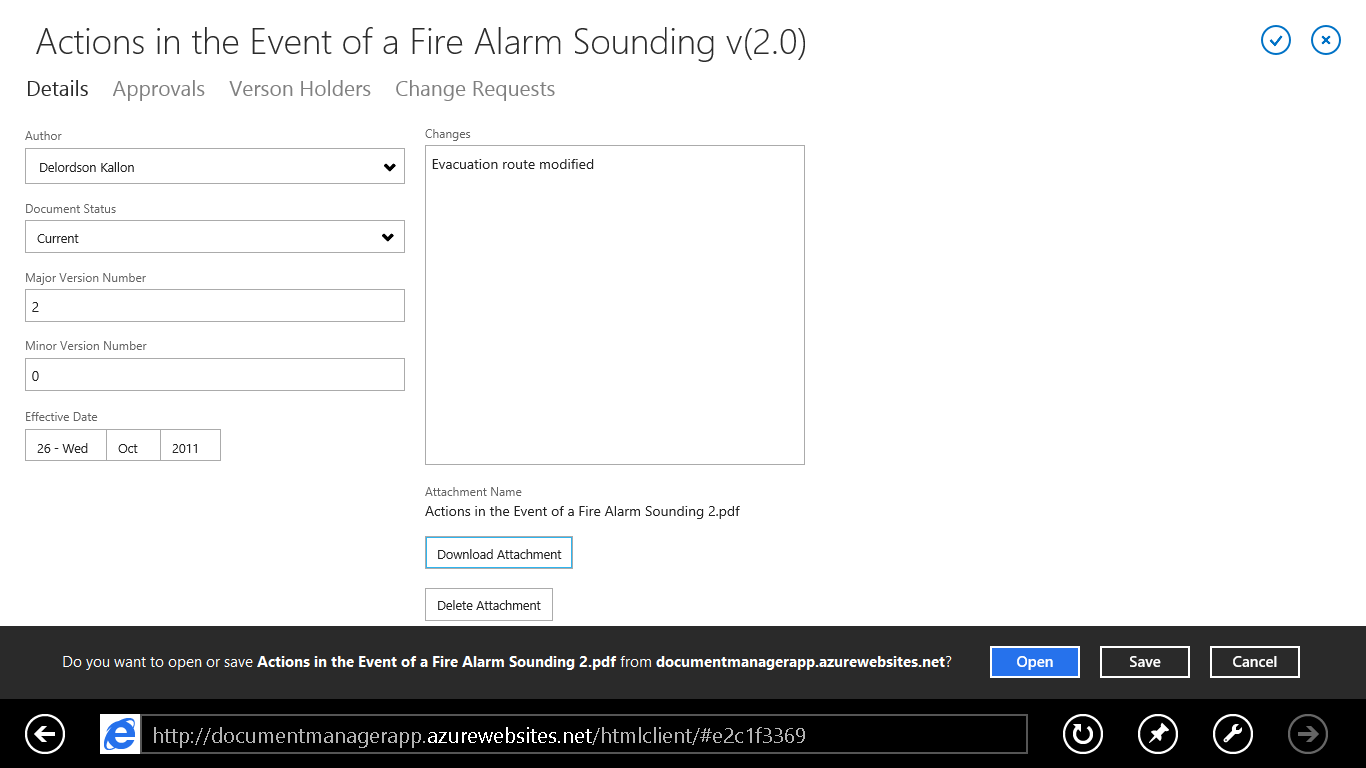 Actions in the Event of a Fire Alarm Sounding v(2.0)
Details Approvals Verson Holders Change Requests
Author
Delordson Kallon
Document Status
Current
Major Version Number
2
Minor Version Number
0
Effective Date
26 - Wed Oct 2011
Changes
Evacuation route modified
Attachment Name
Actions in the Event of a Fire Alarm Sounding 2.pdf
Download Attachment
Delete Attachment
Do you want to open or save Actions in the Event of a Fire Alarm Sounding 2.pdf from documentmanagerapp.azurewebsites.net? Open Save Cancel
http://documentmanagerapp.azurewebsites.net/htmlclient/#e2c1f3369